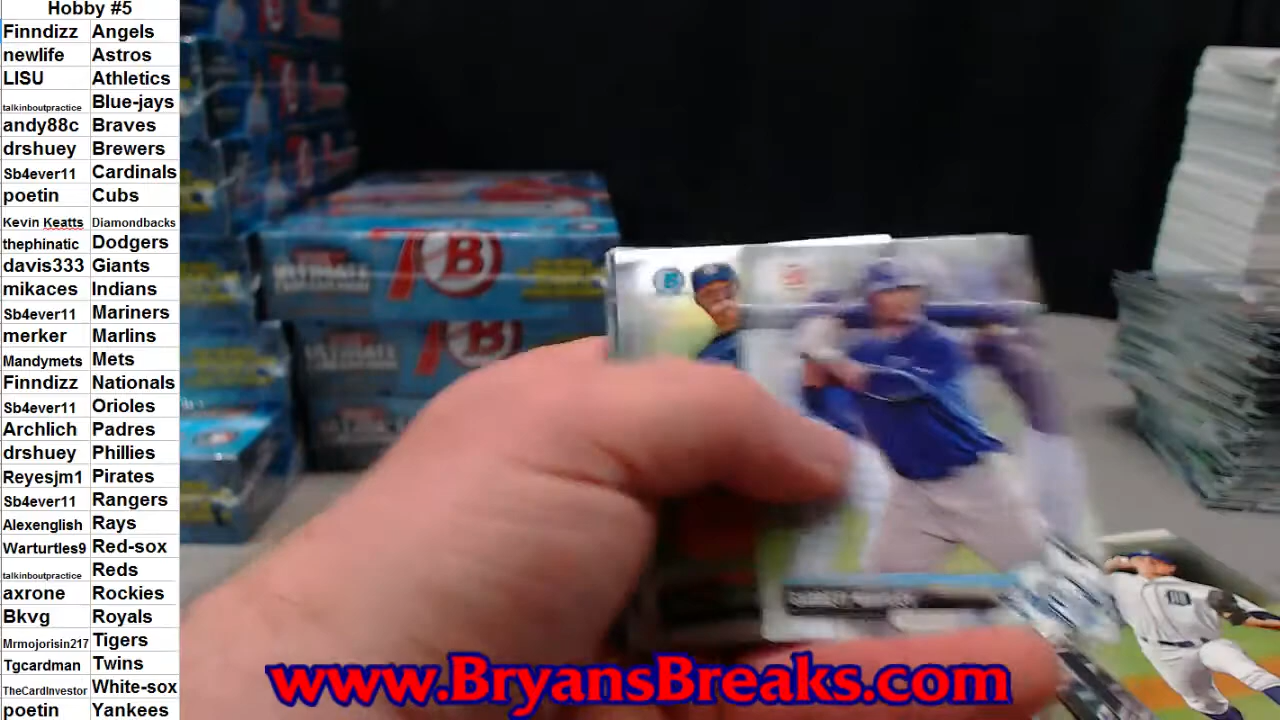 Hobby #5
Finndizz Angels
newlife Astros
LISU Athletics
talkinboutpractice Blue-jays
andy88c Braves
drshuey Brewers
Sb4ever11 Cardinals
poetin Cubs
Kevin Keatts Diamondbacks
thephinatic Dodgers
davis333 Giants
mikaces Indians
Sb4ever11 Mariners
merker Marlins
Mandymets Mets
Finndizz Nationals
Sb4ever11 Orioles
Archlich Padres
drshuey Phillies
Reyesjm1 Pirates
Sb4ever11 Rangers
Alexenglish Rays
Warturtles9 Red-sox
talkinboutpractice Reds
axrone Rockies
Bkvg Royals
Mrmojorisin217 Tigers
Tgcardman Twins
TheCardInvestor White-sox
poetin Yankees
B
B
www.BryansBreaks.com